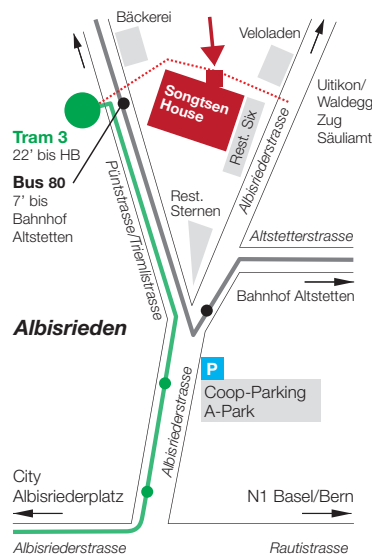 Bäckerei
Veloladen
Songtsen
House
Rest. Six
Uitikon/
Waldegg
Zug
Säuliamt
Tram 3
22’ bis HB
Bus 80
7’ bis
Bahnhof
Altstetten
Püntstrasse/Triemlistrasse
Rest.
Sternen
Albisriederstrasse
Altstetterstrasse
Bahnhof Altstetten
Albisrieden
P
Coop-Parking
A-Park
Albisriederstrasse
City
Albisriederplatz
N1 Basel/Bern
Albisriederstrasse
Rautistrasse